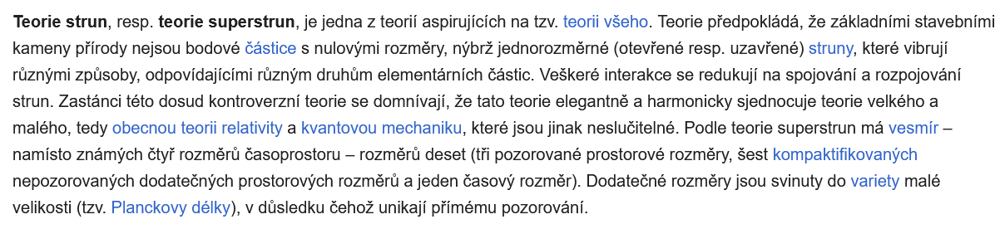 Teorie strun, resp. teorie superstrun, je jedna z teorií aspirujících na tzv. teorii všeho. Teorie předpokládá, že základními stavebními
kameny přírody nejsou bodové částice s nulovými rozměry, nýbrž jednorozměrné (otevřené resp. uzavřené) struny, které vibrují
různými způsoby, odpovídajícími různým druhům elementárních částic. Veškeré interakce se redukují na spojování a rozpojování
strun. Zastánci této dosud kontroverzní teorie se domnívají, že tato teorie elegantně a harmonicky sjednocuje teorie velkého a
malého, tedy obecnou teorii relativity a kvantovou mechaniku, které jsou jinak neslučitelné. Podle teorie superstrun má vesmír –
namísto známých čtyř rozměrů časoprostoru – rozměrů deset (tři pozorované prostorové rozměry, šest kompaktifikovaných
nepozorovaných dodatečných prostorových rozměrů a jeden časový rozměr). Dodatečné rozměry jsou svinuty do variety malé
velikosti (tzv. Planckovy délky), v důsledku čehož unikají přímému pozorování.